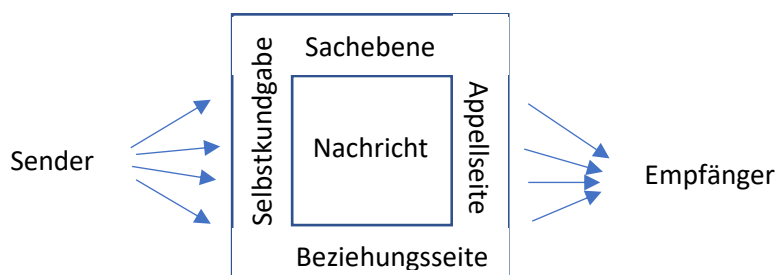 Sachebene
Selbstkundgabe
Appellseite
Sender
Nachricht
Empfänger
Beziehungsseite